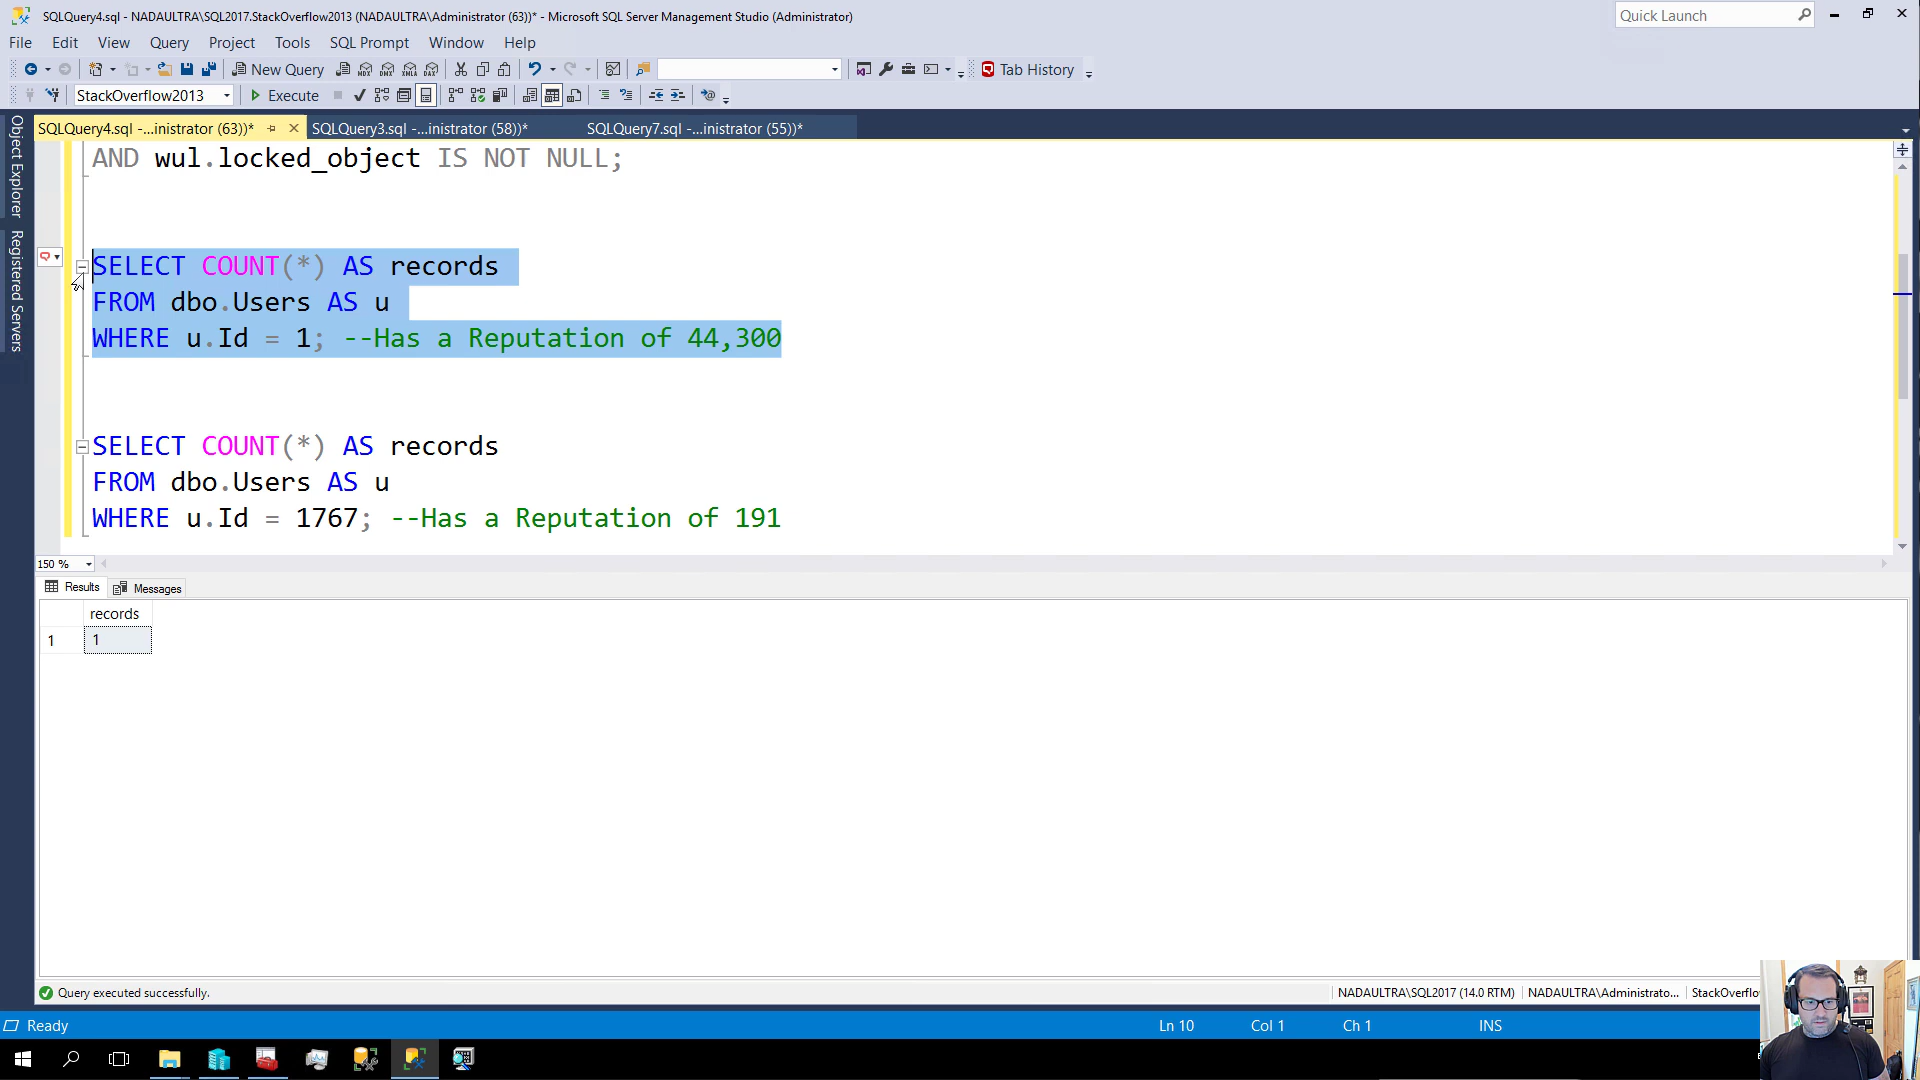 SQLQuery4.sql - NADAULTRA\SQL2017.StackOverflow2013 (NADAULTRA\Administrator (63))* - Microsoft SQL Server Management Studio (Administrator)
Quick Launch
File Edit View Query Project Tools SQL Prompt Window Help
New Query MDX DMX XMLA DAX Tab History
StackOverflow2013 Execute
SQLQuery4.sql -...inistrator (63))* SQLQuery3.sql -...inistrator (58))* SQLQuery7.sql -...inistrator (55))*
Object Explorer
Registered Servers
AND wul.locked_object IS NOT NULL;
SELECT COUNT(*) AS records
FROM dbo.Users AS u
WHERE u.Id = 1; --Has a Reputation of 44,300
SELECT COUNT(*) AS records
FROM dbo.Users AS u
WHERE u.Id = 1767; --Has a Reputation of 191
150 %
Results Messages
records
1 1
Query executed successfully. NADAULTRA\SQL2017 (14.0 RTM) NADAULTRA\Administrato... StackOverflo
Ready Ln 10 Col 1 Ch 1 INS